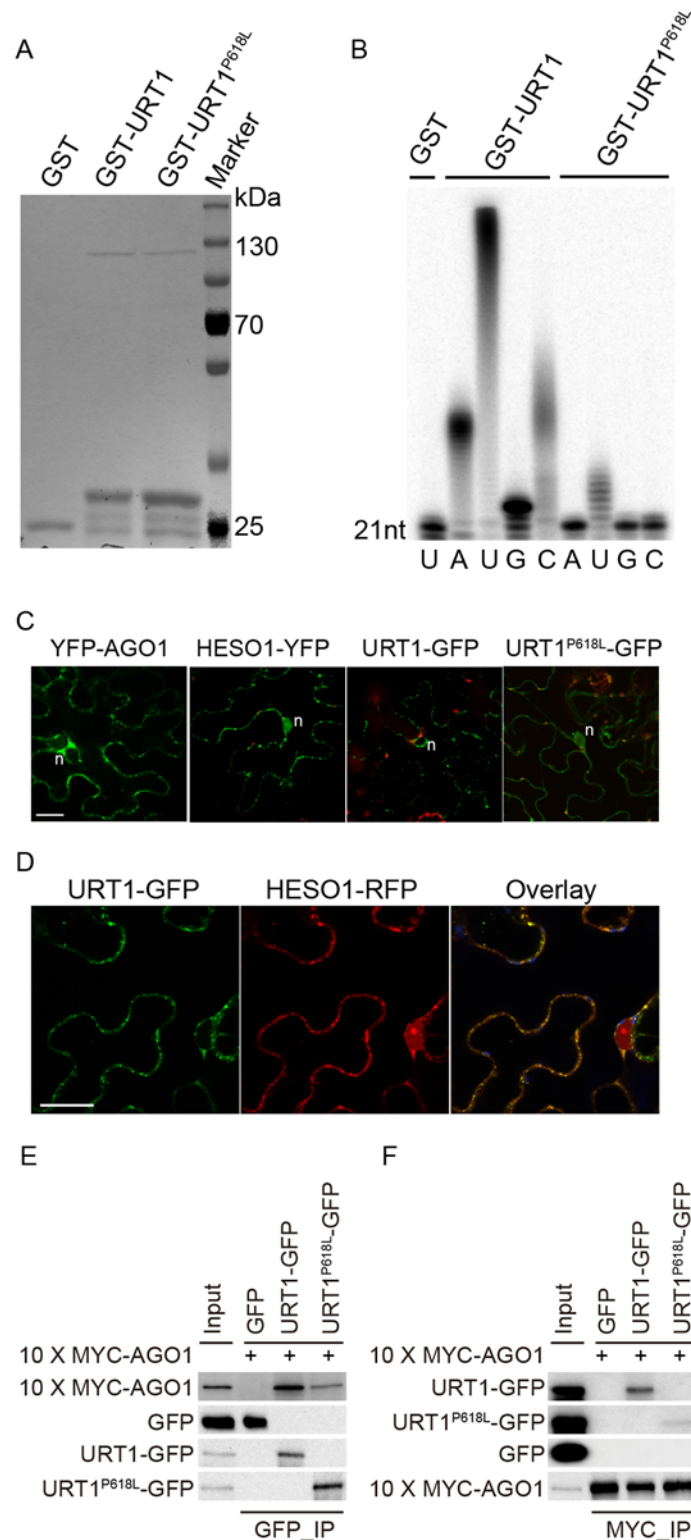 A
GST
GST-URT1
GST-URT1P618L
Marker
kDa
130
70
25
B
GST
GST-URT1
GST-URT1P618L
21nt
U A U G C A U G C
C
YFP-AGO1 HESO1-YFP URT1-GFP URT1P618L-GFP
n n n n
D
URT1-GFP HESO1-RFP Overlay
E
Input GFP URT1-GFP URT1P618L-GFP
10 X MYC-AGO1 + + +
10 X MYC-AGO1
GFP
URT1-GFP
URT1P618L-GFP
GFP_IP
F
Input GFP URT1-GFP URT1P618L-GFP
10 X MYC-AGO1 + + +
URT1-GFP
URT1P618L-GFP
GFP
10 X MYC-AGO1
MYC_IP